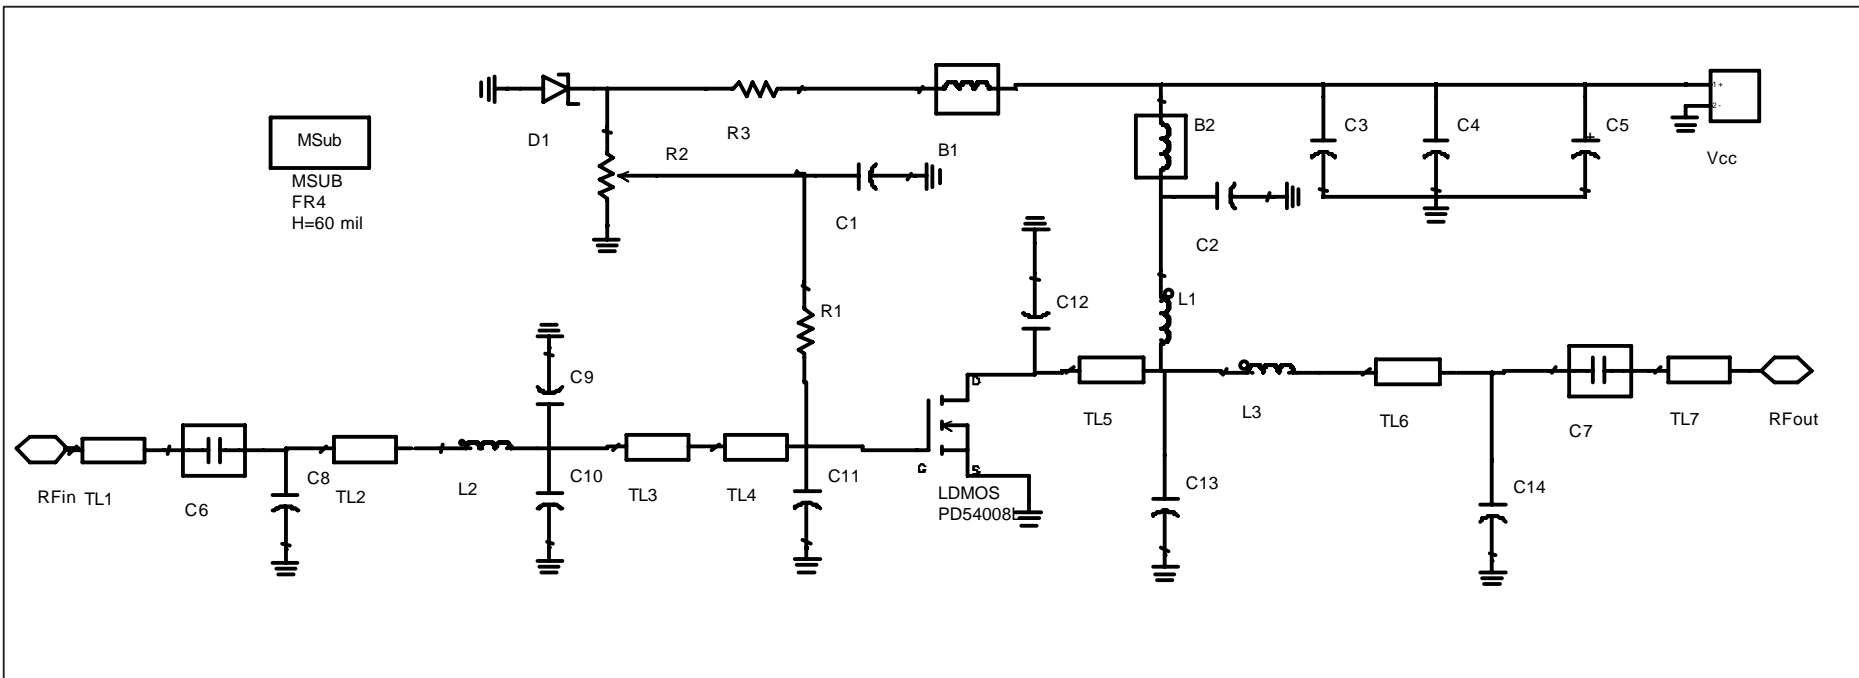 B2
C3
C4
C5
1 +
2 -
Vcc
MSub
D1
R3
B1
R2
MSUB
FR4
H=60 mil
C1
C2
C12
L1
R1
C9
D
TL5
L3
TL6
C7
TL7
RFout
G
S
C8
C10
C11
L2
RFin
TL1
C6
TL2
TL3
TL4
LDMOS
PD54008L
C13
C14